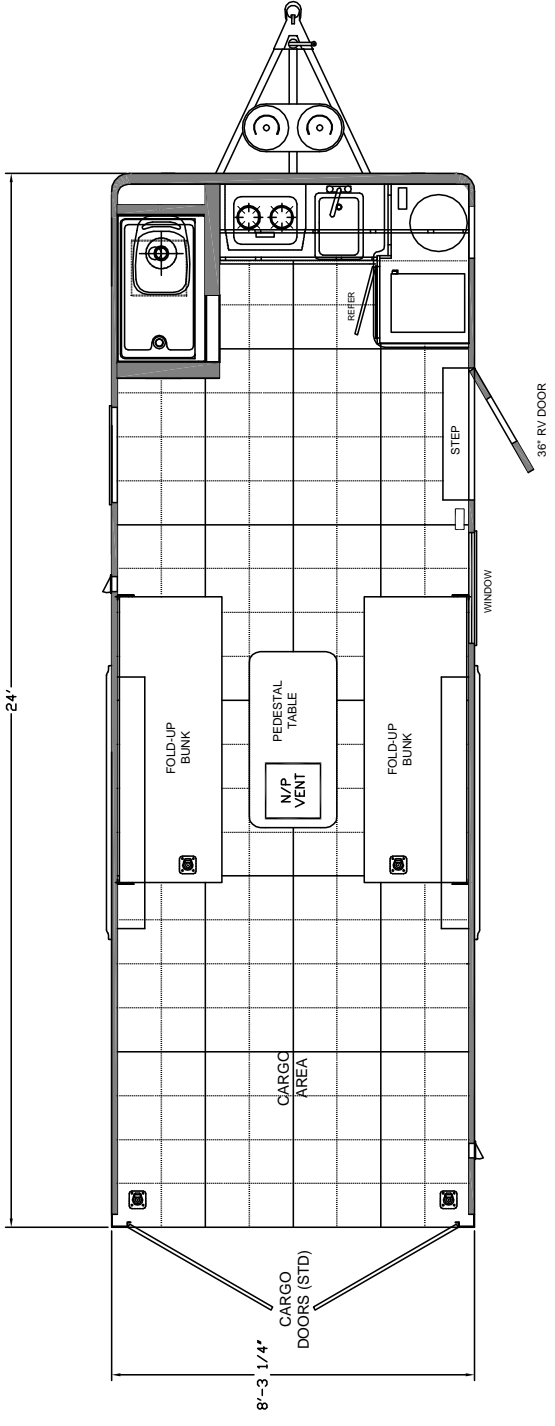 24'
REFER
STEP
36" RV DOOR
WINDOW
FOLD-UP
BUNK
PEDESTAL
TABLE
N/P
VENT
FOLD-UP
BUNK
CARGO
AREA
CARGO
DOORS (STD)
8'-3 1/4"